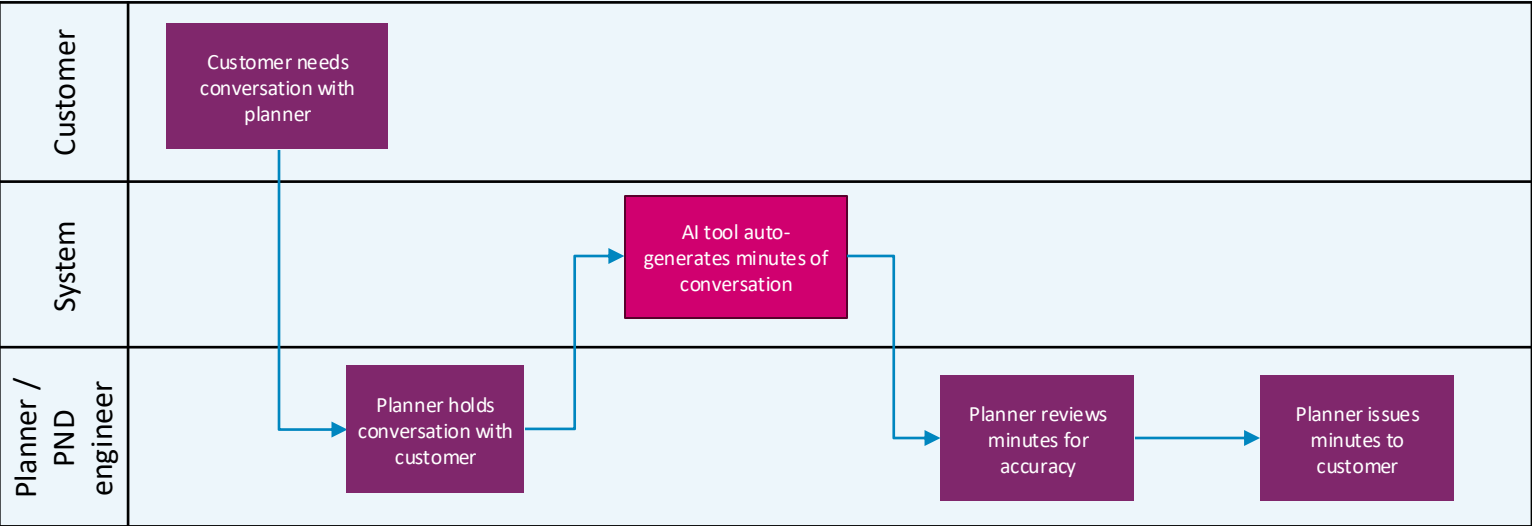 Customer
Customer needs
conversation with
planner
System
AI tool auto-
generates minutes of
conversation
Planner /
PND
engineer
Planner holds
conversation with
customer
Planner reviews
minutes for
accuracy
Planner issues
minutes to
customer